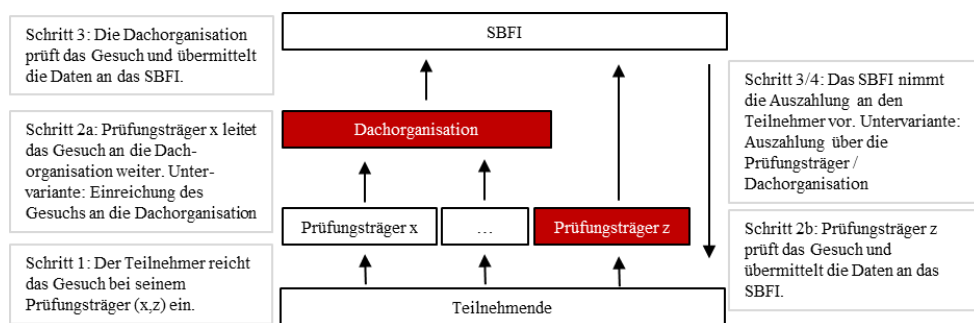 Schritt 3: Die Dachorganisation
prüft das Gesuch und übermittelt
die Daten an das SBFI.
Schritt 2a: Prüfungsträger x leitet
das Gesuch an die Dach-
organisation weiter. Unter-
variante: Einreichung des
Gesuchs an die Dachorganisation
Schritt 1: Der Teilnehmer reicht
das Gesuch bei seinem
Prüfungsträger (x,z) ein.
SBFI
Dachorganisation
Prüfungsträger x
...
Prüfungsträger z
Teilnehmende
Schritt 3/4: Das SBFI nimmt
die Auszahlung an den
Teilnehmer vor. Untervariante:
Auszahlung über die
Prüfungsträger /
Dachorganisation
Schritt 2b: Prüfungsträger z
prüft das Gesuch und
übermittelt die Daten an das
SBFI.